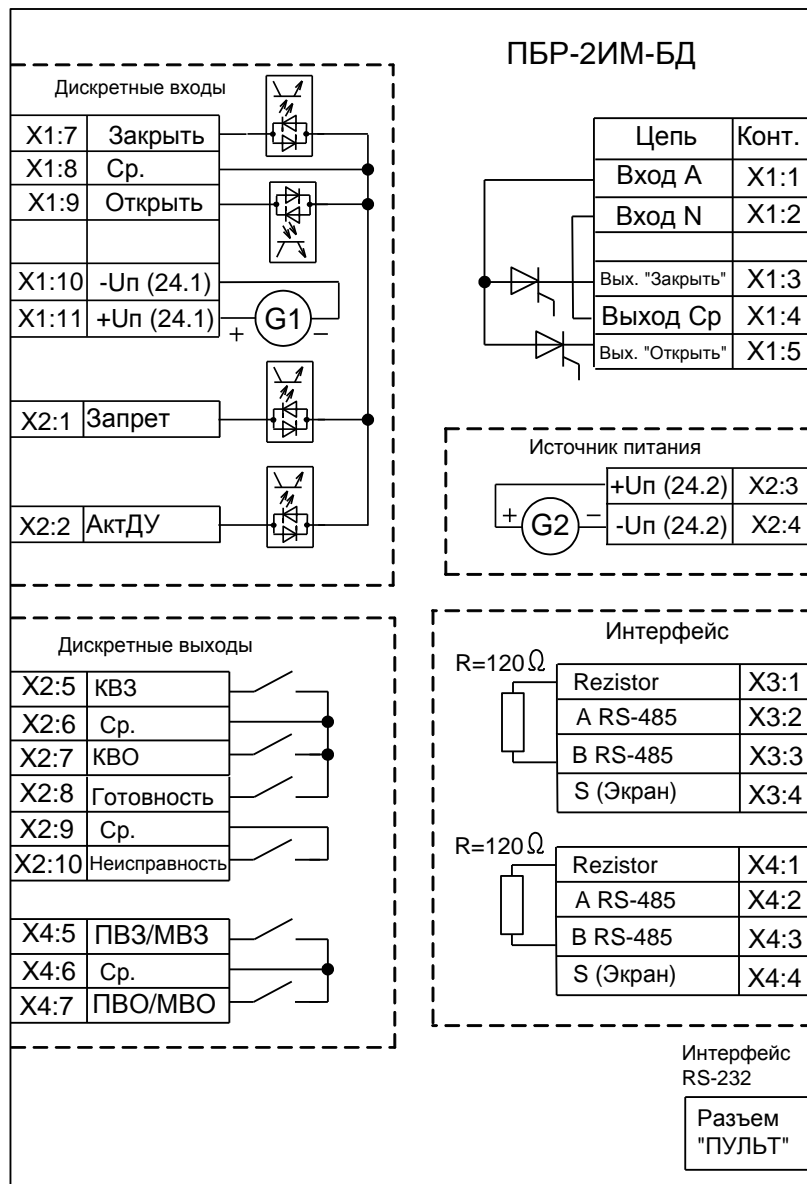 ПБР-2ИМ-БД
Дискретные входы
X1:7 Закрыть
X1:8 Ср.
X1:9 Открыть
X1:10 -Uп (24.1)
X1:11 +Uп (24.1)
+ G1 −
X2:1 Запрет
X2:2 АктДУ
Цепь Конт.
Вход A X1:1
Вход N X1:2
Вых. "Закрыть" X1:3
Выход Ср X1:4
Вых. "Открыть" X1:5
Источник питания
+Uп (24.2) X2:3
-Uп (24.2) X2:4
+ G2 −
Дискретные выходы
X2:5 КВЗ
X2:6 Ср.
X2:7 КВО
X2:8 Готовность
X2:9 Ср.
X2:10 Неисправность
X4:5 ПВЗ/МВЗ
X4:6 Ср.
X4:7 ПВО/МВО
Интерфейс
R=120Ω
Rezistor X3:1
A RS-485 X3:2
B RS-485 X3:3
S (Экран) X3:4
R=120Ω
Rezistor X4:1
A RS-485 X4:2
B RS-485 X4:3
S (Экран) X4:4
Интерфейс
RS-232
Разъем
"ПУЛЬТ"